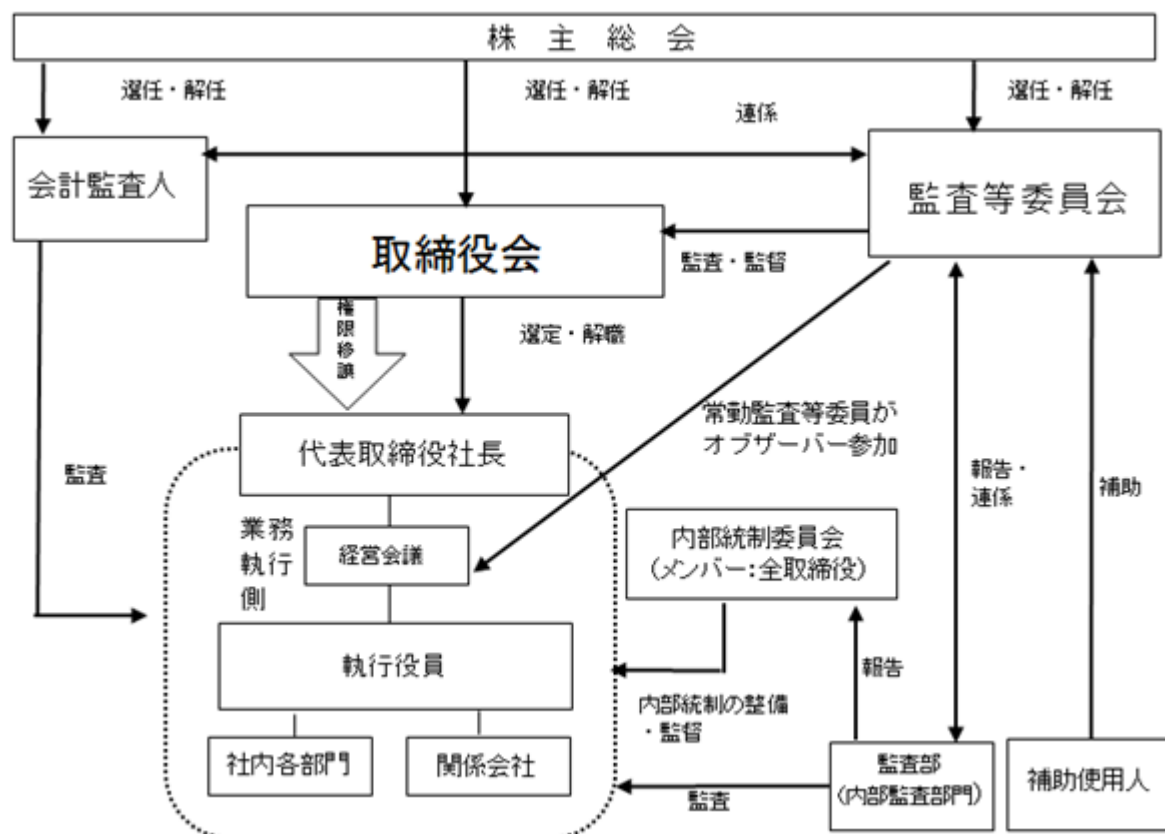 株主総会
選任・解任
選任・解任
選任・解任
連係
会計監査人
監査等委員会
取締役会
監査・監督
権限移譲
選定・解職
常勤監査等委員が
オブザーバー参加
代表取締役社長
監査
報告・
連係
補助
業務
執行
側
経営会議
内部統制委員会
(メンバー:全取締役)
執行役員
報告
内部統制の整備
・監督
社内各部門
関係会社
監査
監査部
(内部監査部門)
補助使用人